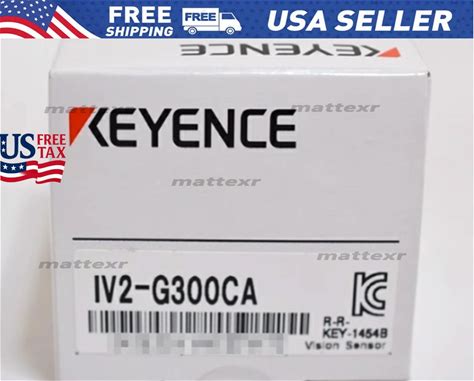 FREE SHIPPING
USA SELLER
KEYENCE
mattexr
KEYENCE
US FREE TAX
mattexr
mattexr
mattexr
IV2-G300CA
R-R-
KEY-1454B
Vision Sensor